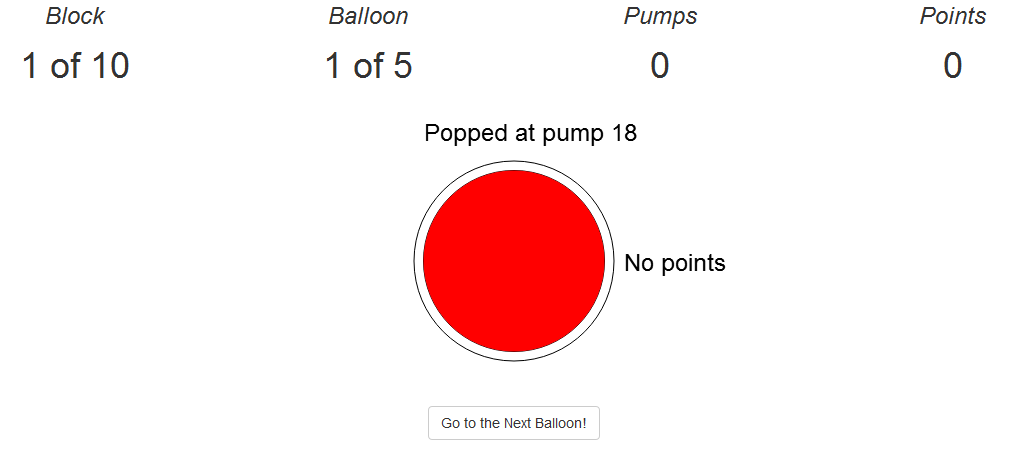 Block Balloon Pumps Points
1 of 10 1 of 5 0 0
Popped at pump 18
No points
Go to the Next Balloon!